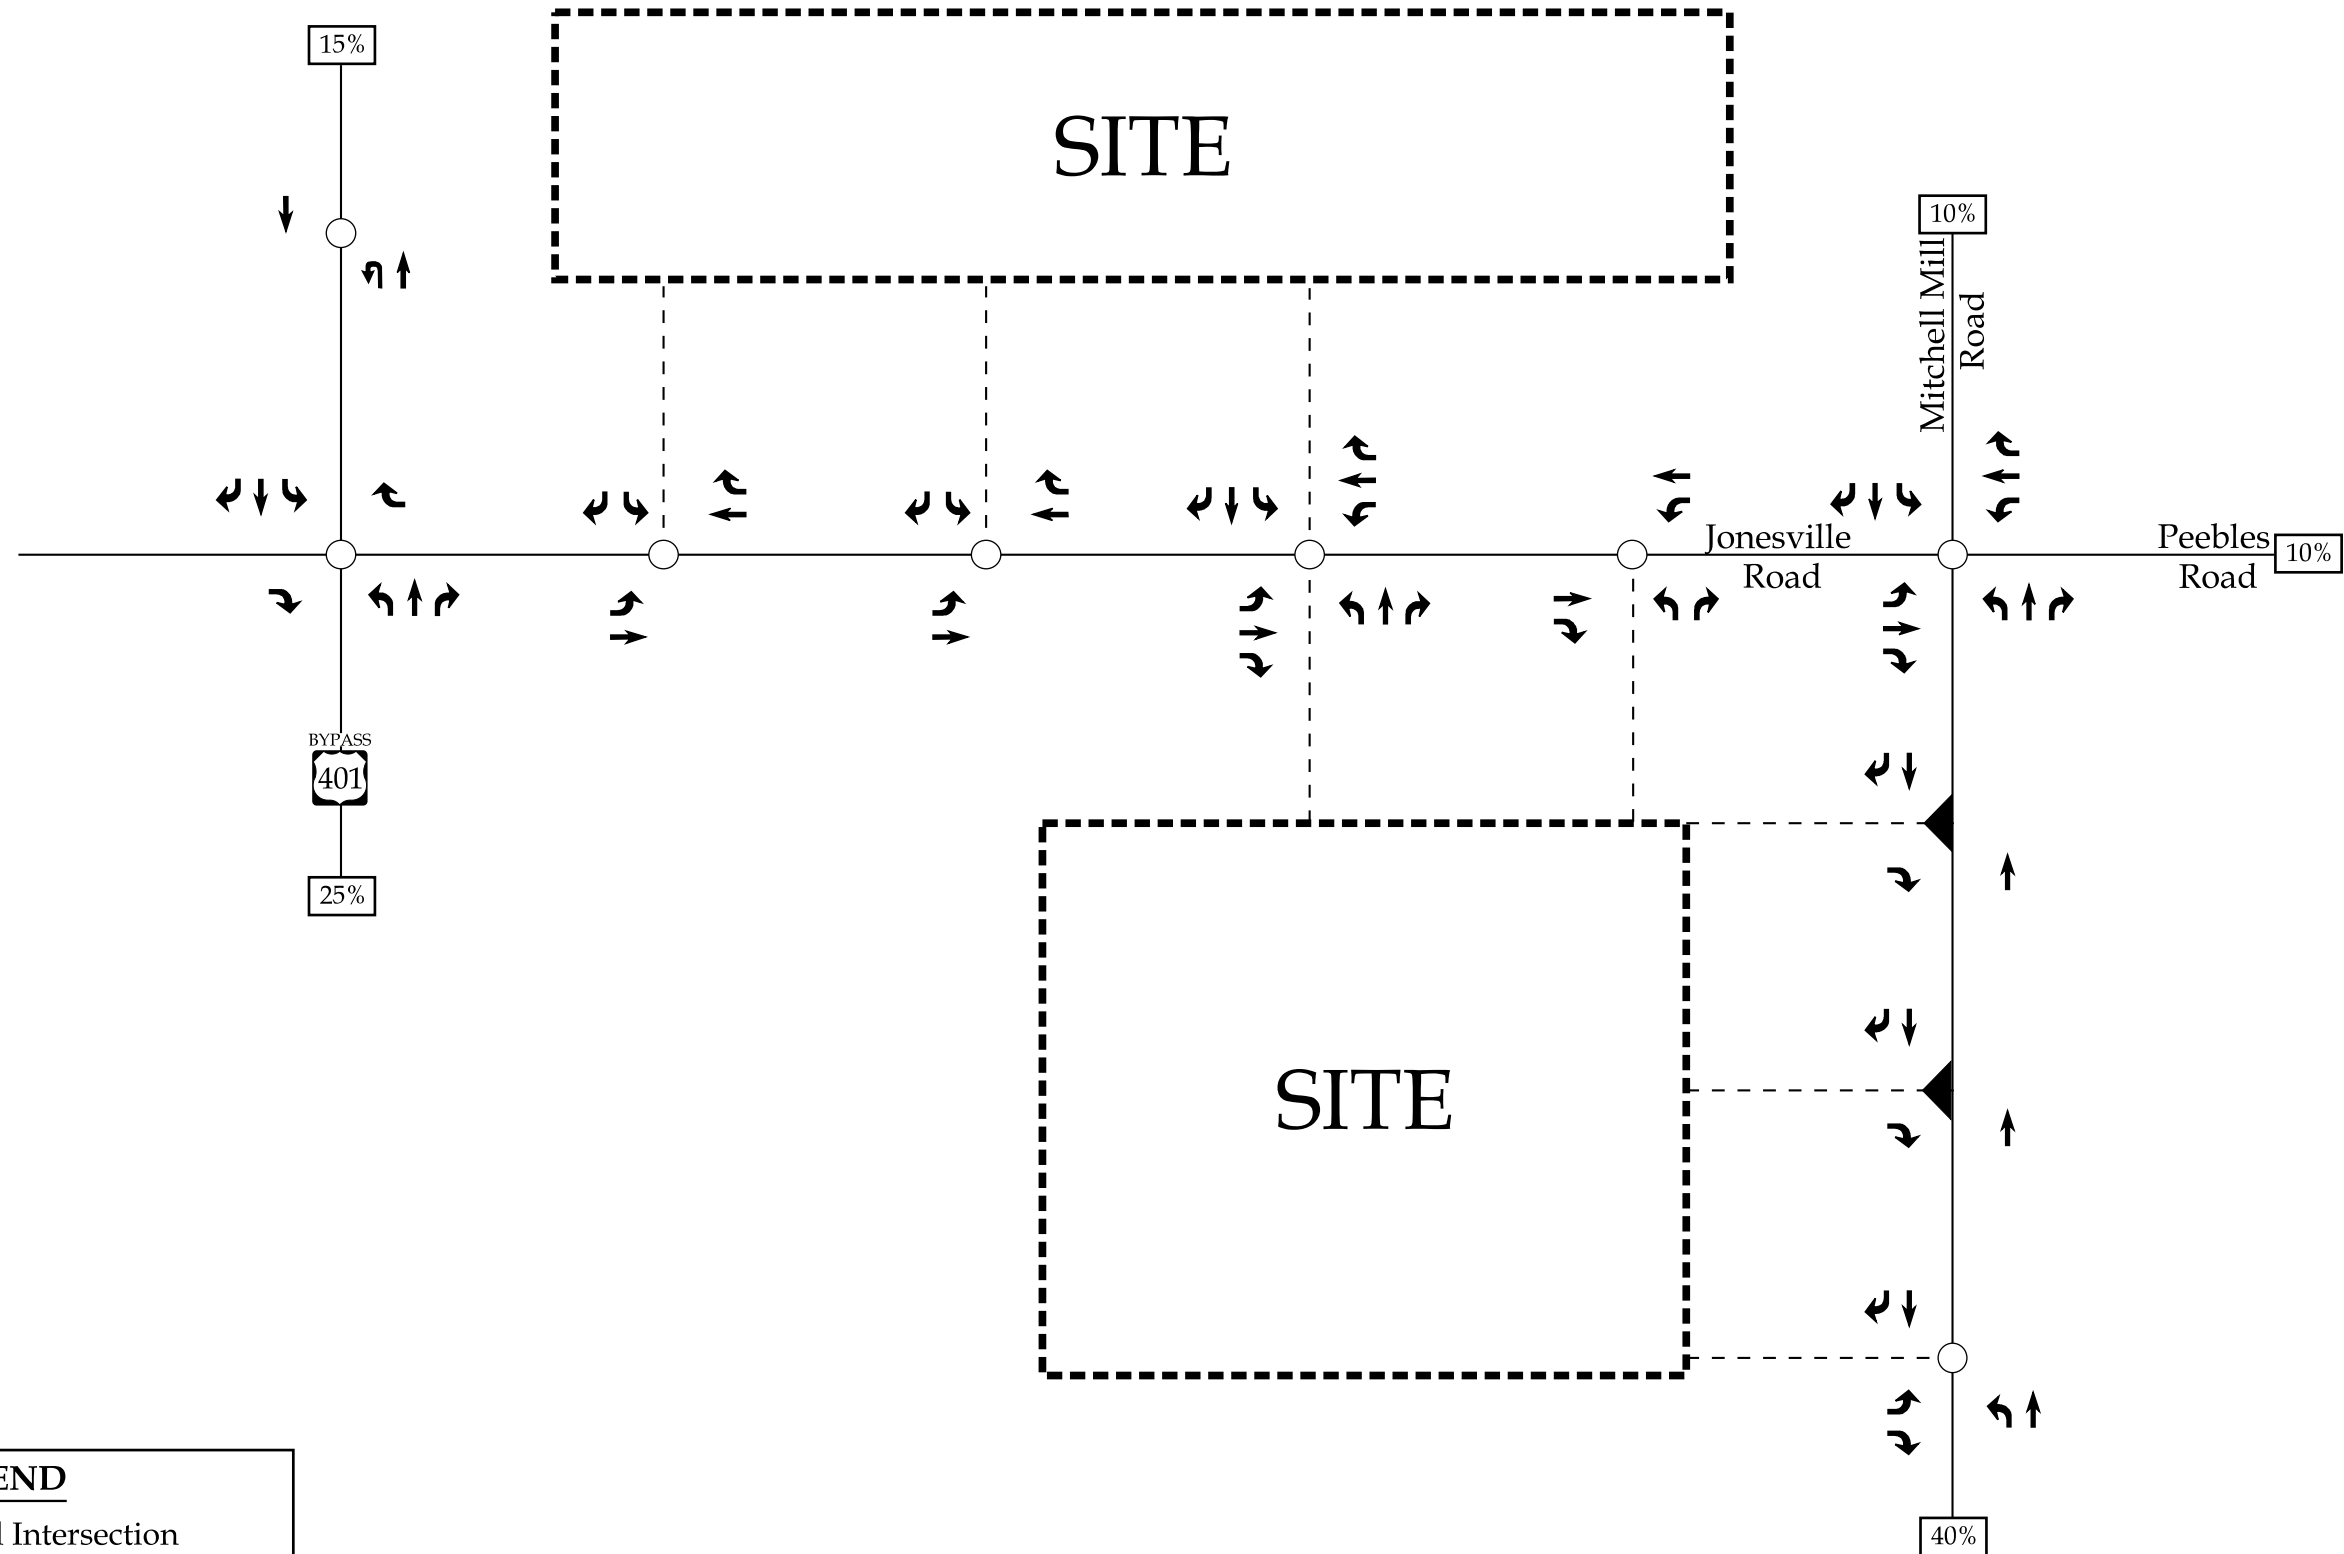 15%
SITE
10%
Mitchell Mill
Road
Jonesville
Road
Peebles
Road
10%
BYPASS
401
25%
SITE
END
Intersection
40%